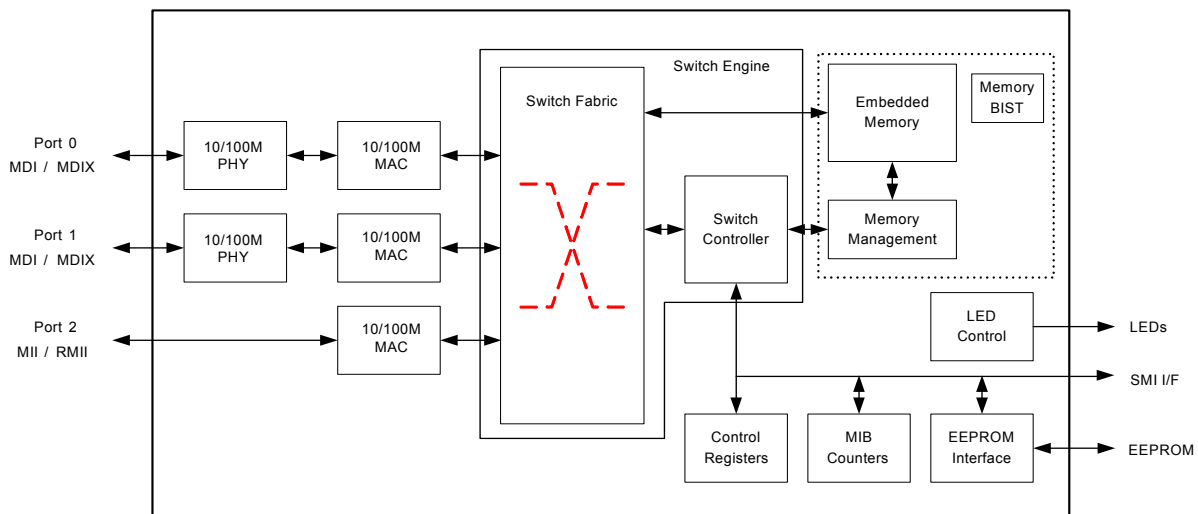 Switch Engine
Switch Fabric
Embedded
Memory
Memory
BIST
Port 0
MDI / MDIX
10/100M
PHY
10/100M
MAC
Port 1
MDI / MDIX
10/100M
PHY
10/100M
MAC
Switch
Controller
Memory
Management
Port 2
MII / RMII
10/100M
MAC
LED
Control
LEDs
SMI I/F
Control
Registers
MIB
Counters
EEPROM
Interface
EEPROM